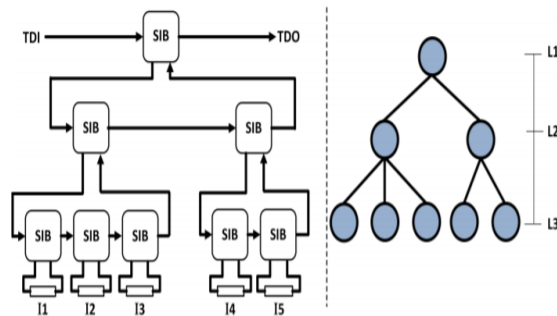 TDI SIB TDO L1
SIB SIB L2
SIB SIB SIB SIB SIB L3
I1 I2 I3 I4 I5